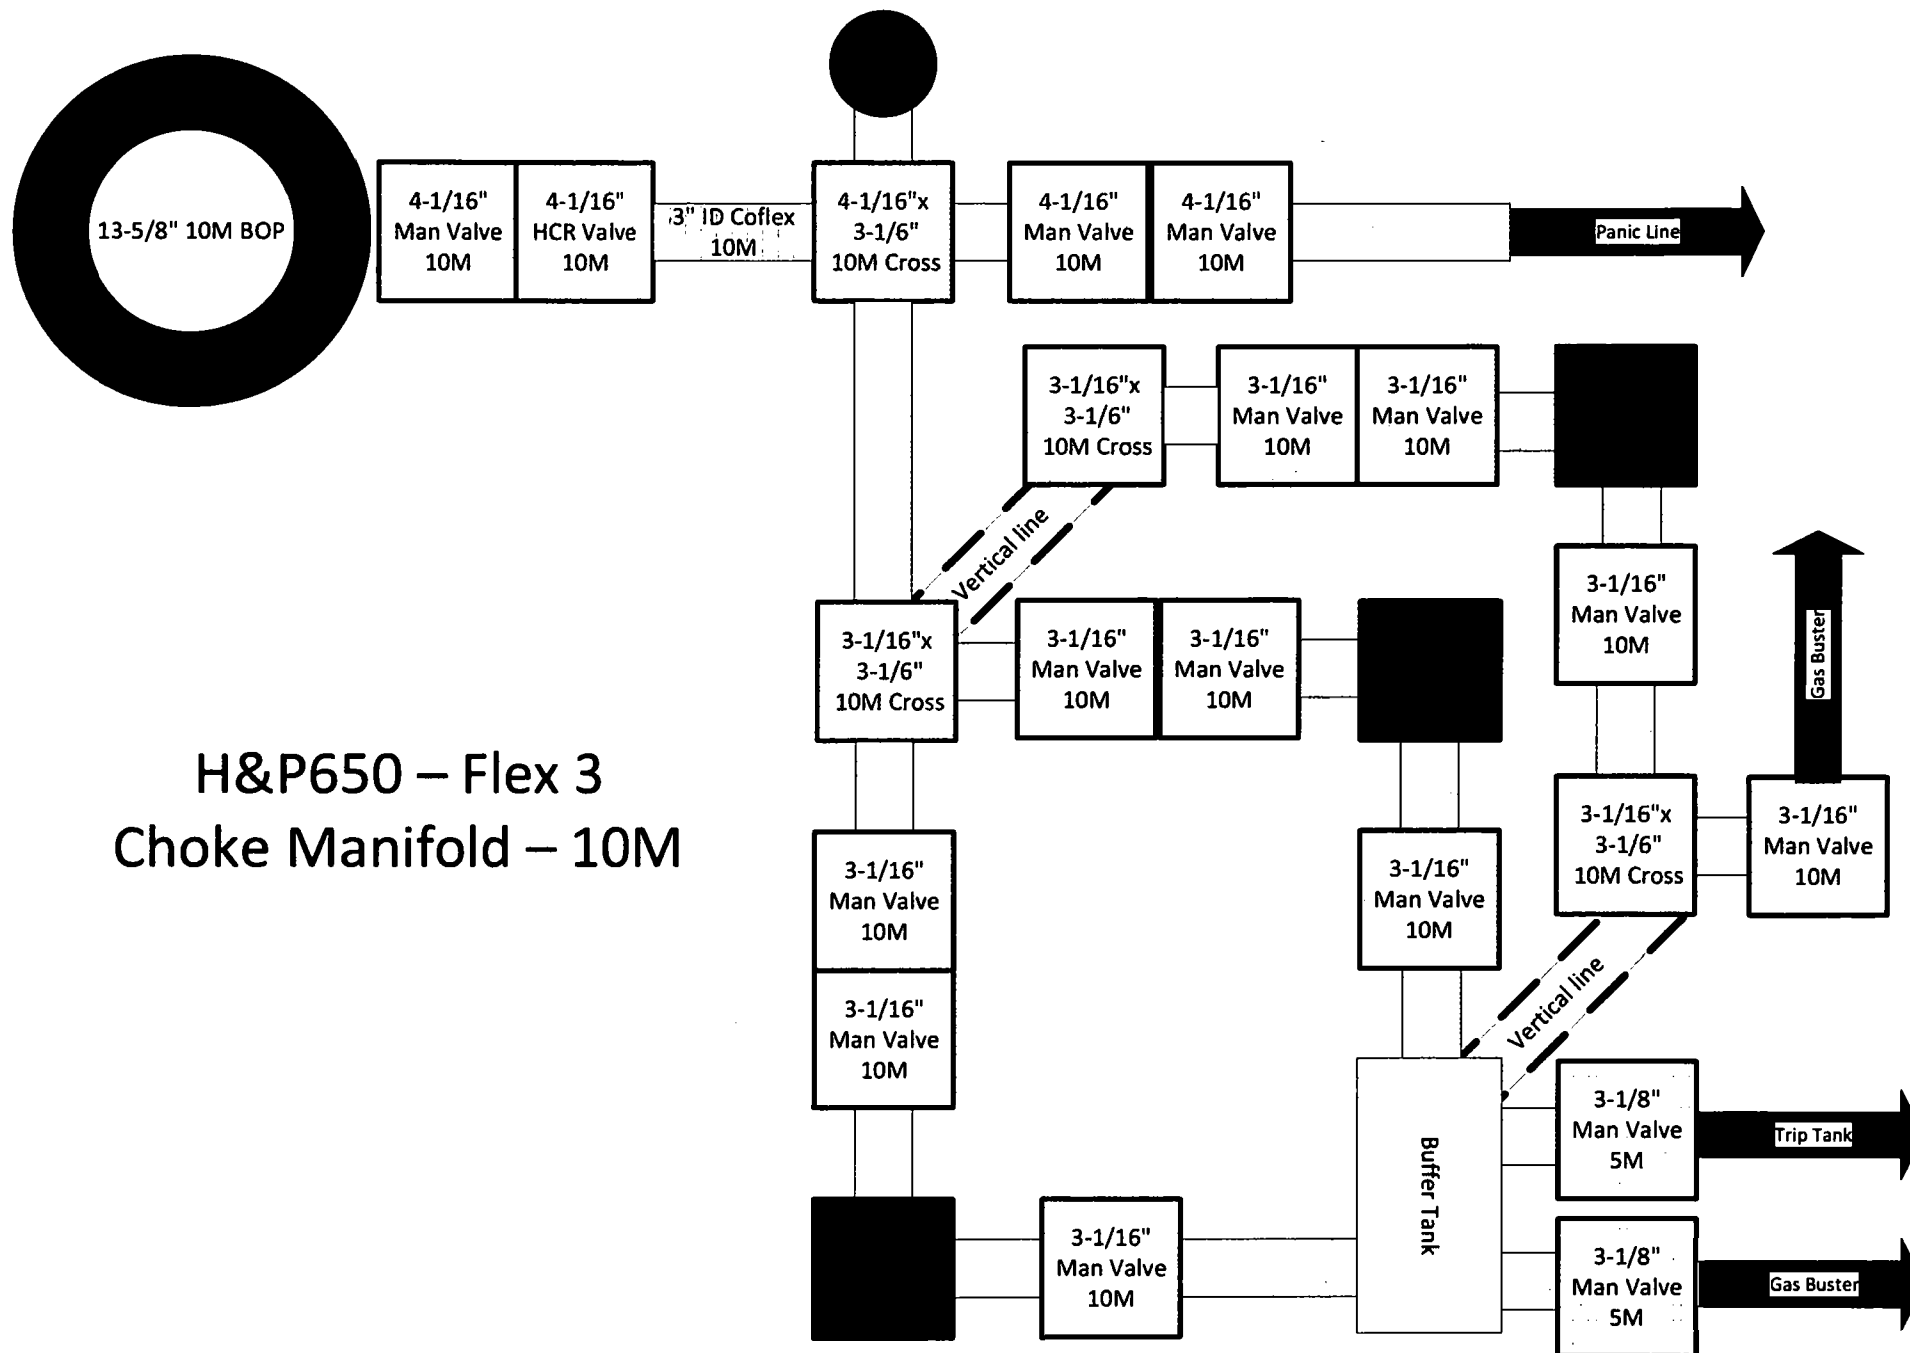 13-5/8" 10M BOP
4-1/16"
Man Valve
10M
4-1/16"
HCR Valve
10M
3" ID Coflex
10M
4-1/16"x
3-1/6"
10M Cross
4-1/16"
Man Valve
10M
4-1/16"
Man Valve
10M
Panic Line
3-1/16"x
3-1/6"
10M Cross
3-1/16"
Man Valve
10M
3-1/16"
Man Valve
10M
Vertical line
3-1/16"
Man Valve
10M
Gas Buster
3-1/16"x
3-1/6"
10M Cross
3-1/16"
Man Valve
10M
3-1/16"
Man Valve
10M
H&P650 – Flex 3
Choke Manifold – 10M
3-1/16"x
3-1/6"
10M Cross
3-1/16"
Man Valve
10M
3-1/16"
Man Valve
10M
3-1/16"
Man Valve
10M
Vertical line
3-1/16"
Man Valve
10M
Buffer Tank
3-1/8"
Man Valve
5M
Trip Tank
3-1/16"
Man Valve
10M
3-1/8"
Man Valve
5M
Gas Buster